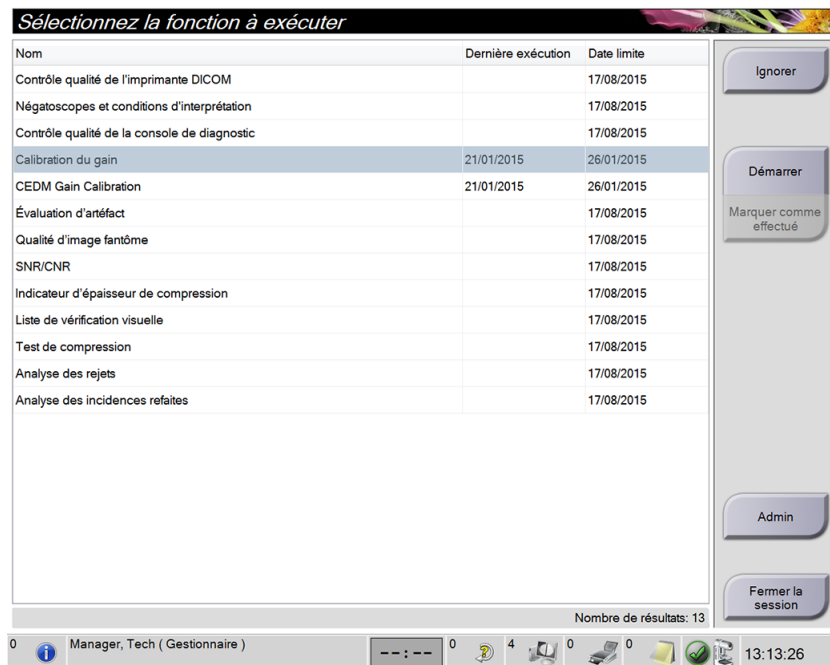 Sélectionnez la fonction à exécuter
Nom Dernière exécution Date limite
Contrôle qualité de l'imprimante DICOM 17/08/2015
Négatoscopes et conditions d'interprétation 17/08/2015
Contrôle qualité de la console de diagnostic 17/08/2015
Calibration du gain 21/01/2015 26/01/2015
CEDM Gain Calibration 21/01/2015 26/01/2015
Évaluation d'artéfact 17/08/2015
Qualité d'image fantôme 17/08/2015
SNR/CNR 17/08/2015
Indicateur d'épaisseur de compression 17/08/2015
Liste de vérification visuelle 17/08/2015
Test de compression 17/08/2015
Analyse des rejets 17/08/2015
Analyse des incidences refaites 17/08/2015
Ignorer
Démarrer
Marquer comme
effectué
Admin
Fermer la
session
Nombre de résultats: 13
0 Manager, Tech ( Gestionnaire ) --:-- 0 4 0 0 13:13:26